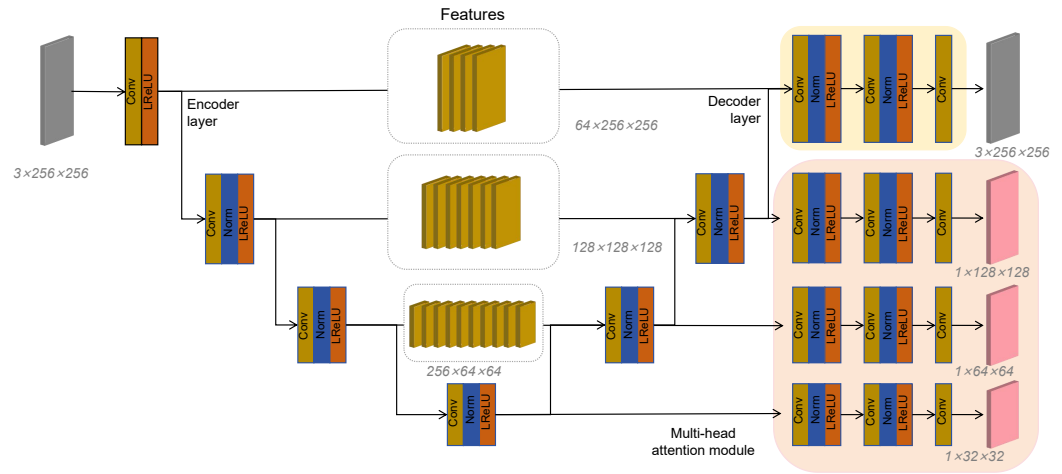 Features
Conv
LReLU
Encoder
layer
64×256×256
Decoder
layer
Conv
Norm
LReLU
Conv
Norm
LReLU
Conv
3×256×256
3×256×256
Conv
Norm
LReLU
128×128×128
Conv
Norm
LReLU
Conv
Norm
LReLU
Conv
Norm
LReLU
Conv
1×128×128
Conv
Norm
LReLU
256×64×64
Conv
Norm
LReLU
Conv
Norm
LReLU
Conv
Norm
LReLU
Conv
1×64×64
Conv
Norm
LReLU
Multi-head
attention module
Conv
Norm
LReLU
Conv
Norm
LReLU
Conv
1×32×32